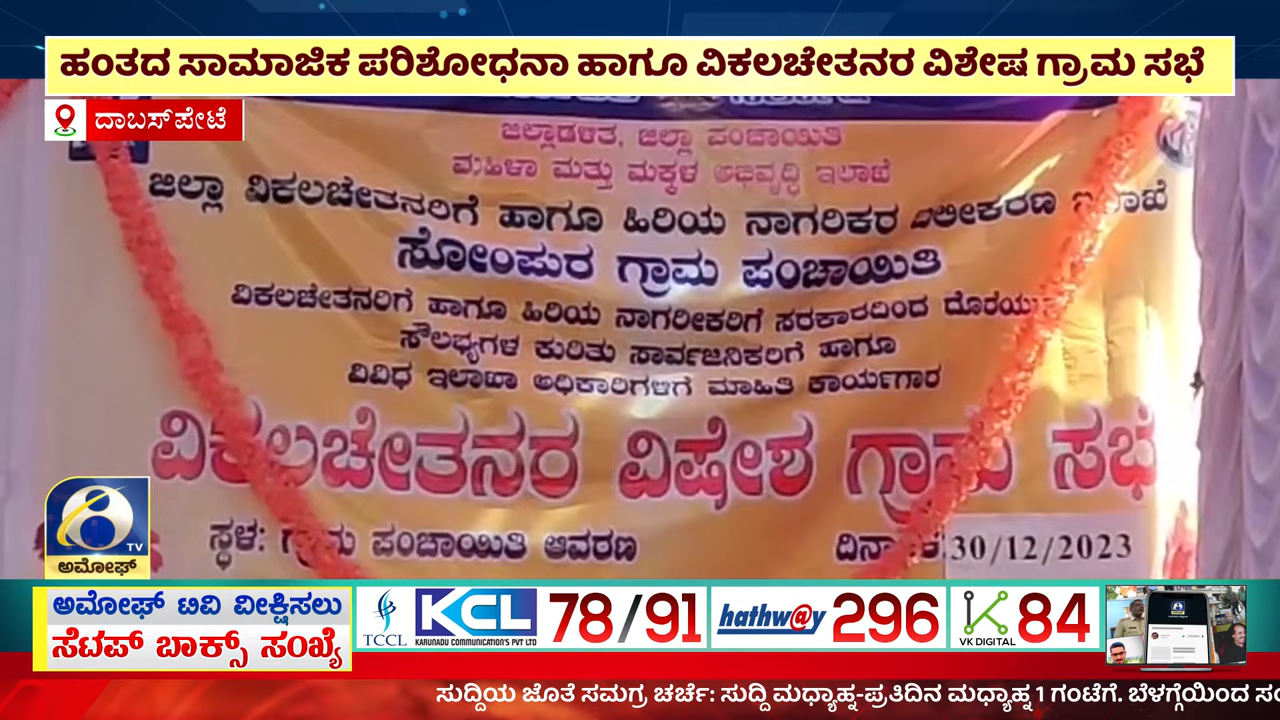 ಹಂತದ ಸಾಮಾಜಿಕ ಪರಿಶೋಧನಾ ಹಾಗೂ ವಿಕಲಚೇತನರ ವಿಶೇಷ ಗ್ರಾಮ ಸಭೆ
ದಾಬಸ್‌ಪೇಟೆ
ಜಿಲ್ಲಾಡಳಿತ, ಜಿಲ್ಲಾ ಪಂಚಾಯಿತಿ
ಮಹಿಳಾ ಮತ್ತು ಮಕ್ಕಳ ಅಭಿವೃದ್ಧಿ ಇಲಾಖೆ
ಜಿಲ್ಲಾ ವಿಕಲಚೇತನರಿಗೆ ಹಾಗೂ ಹಿರಿಯ ನಾಗರಿಕರ
ಸೋಂಪುರ ಗ್ರಾಮ ಪಂಚಾಯಿತಿ
ವಿಕಲಚೇತನರಿಗೆ ಹಾಗೂ ಹಿರಿಯ ನಾಗರೀಕರಿಗೆ ಸರಕಾರದಿಂದ ದೊರೆಯು
ಸೌಲಭ್ಯಗಳ ಕುರಿತು ಸಾರ್ವಜನಿಕರಿಗೆ ಹಾಗೂ
ವಿವಿಧ ಇಲಾಖಾ ಅಧಿಕಾರಿಗಳಿಗೆ ಮಾಹಿತಿ ಕಾರ್ಯಗಾರ
ವಿಕಲಚೇತನರ ವಿಷೇಶ ಗ್ರಾಮ ಸಭೆ
ಸ್ಥಳ: ಗ್ರಾಮ ಪಂಚಾಯಿತಿ ಆವರಣ
ದಿನಾಂಕ 30/12/2023
TV
ಅಮೋಘ್
ಅಮೋಘ್ ಟಿವಿ ವೀಕ್ಷಿಸಲು
ಸೆಟಪ್ ಬಾಕ್ಸ್ ಸಂಖ್ಯೆ
TCCL KCL 78/91
KARUNADU COMMUNICATION'S PVT LTD
hathw@y 296
VK DIGITAL 84
ಸುದ್ದಿಯ ಜೊತೆ ಸಮಗ್ರ ಚರ್ಚೆ: ಸುದ್ದಿ ಮಧ್ಯಾಹ್ನ-ಪ್ರತಿದಿನ ಮಧ್ಯಾಹ್ನ 1 ಗಂಟೆಗೆ. ಬೆಳಗ್ಗೆಯಿಂದ